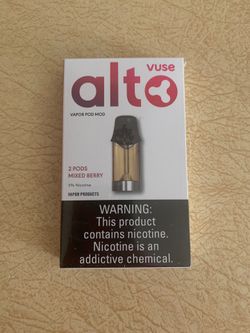 vuse
alto
VAPOR POD MOD
2 PODS
MIXED BERRY
5% Nicotine
VAPOR PRODUCTS
WARNING:
This product
contains nicotine.
Nicotine is an
addictive chemical.